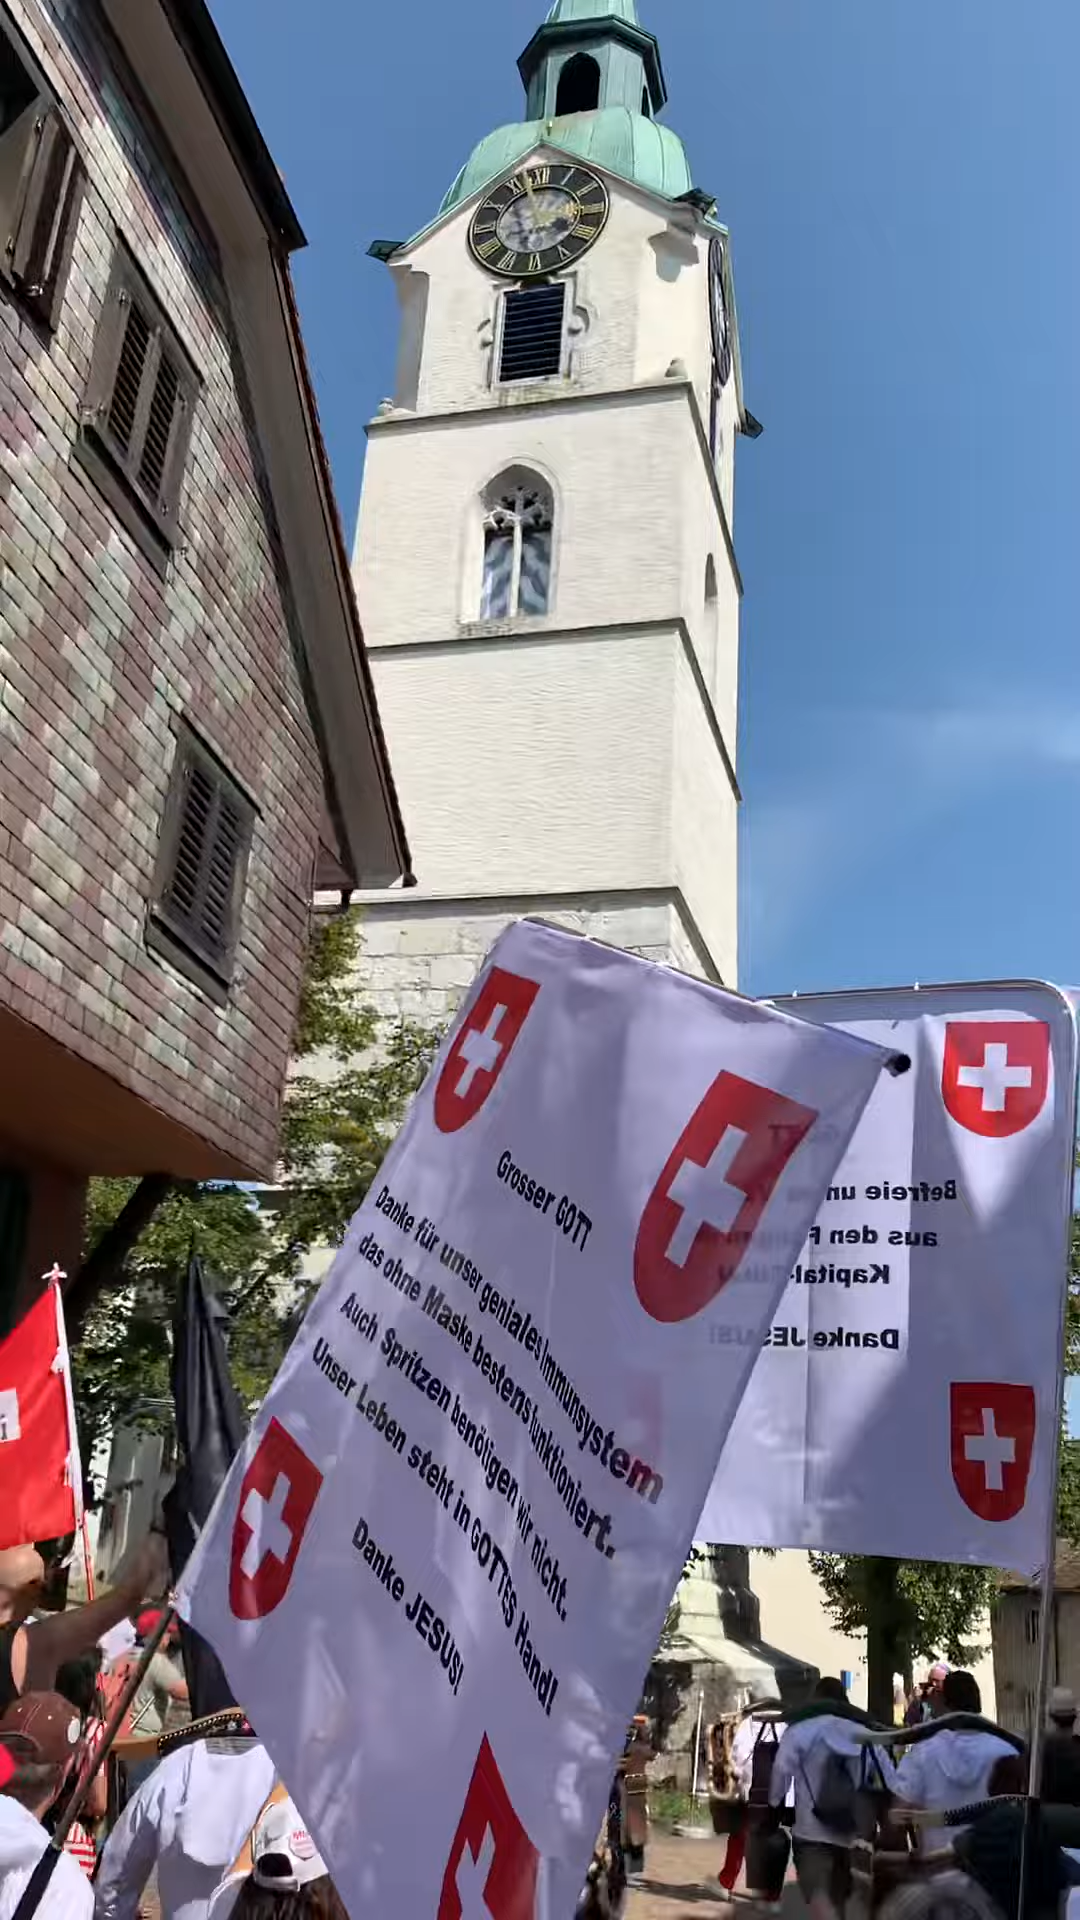 Grosser GOTT
Danke für unser geniales Immunsystem
das ohne Maske bestens funktioniert.
Auch Spritzen benötigen wir nicht.
Unser Leben steht in GOTTES Hand!
Danke JESUS!
Befreie un
aus den
Kapital-
Danke JESUS!